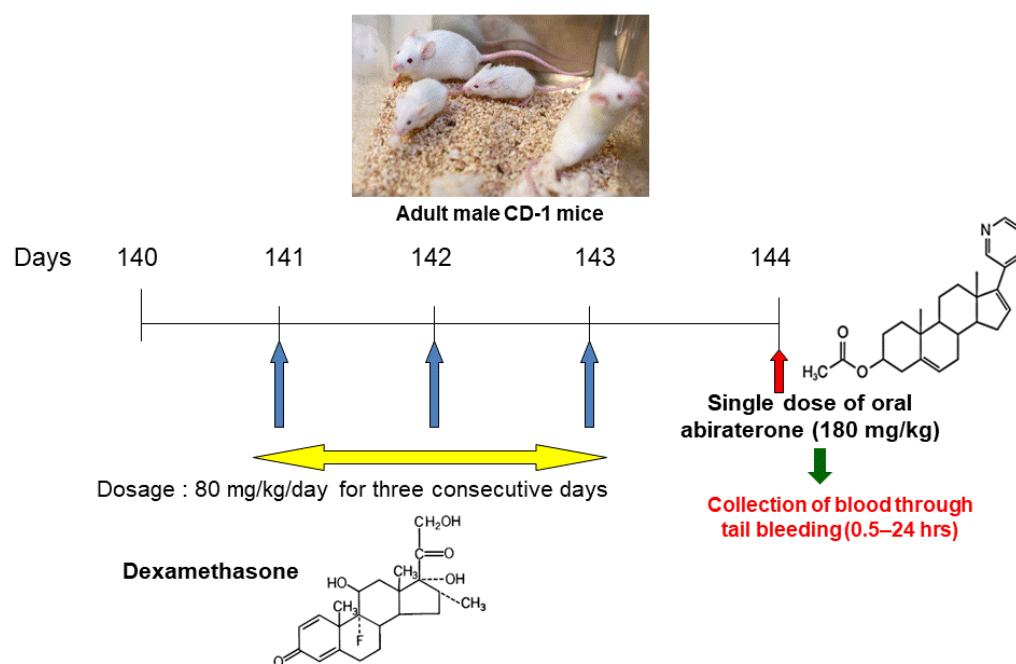 Adult male CD-1 mice
Days 140 141 142 143 144
N
O
H₃C
O
Single dose of oral
abiraterone (180 mg/kg)
Dosage : 80 mg/kg/day for three consecutive days
Collection of blood through
tail bleeding (0.5–24 hrs)
Dexamethasone
CH₂OH
C=O
CH₃
OH
HO
CH₃
CH₃
F
O